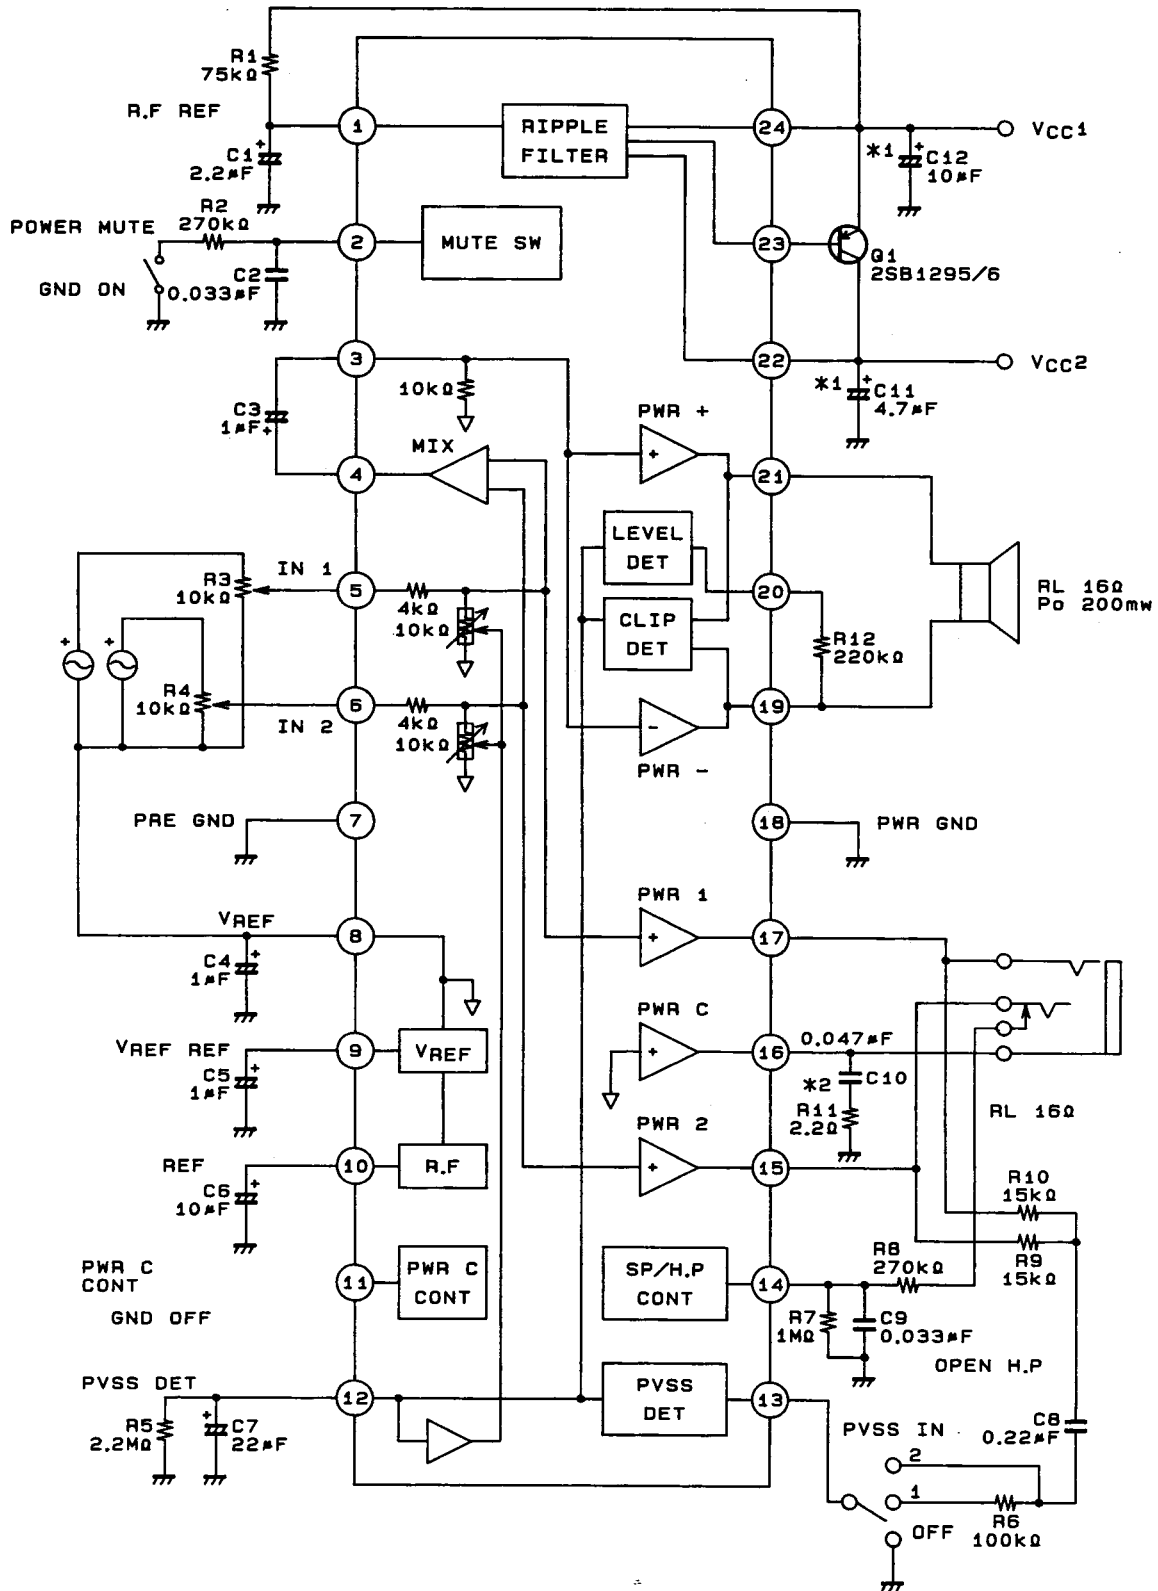 R1
75kΩ
R.F REF
1
RIPPLE
FILTER
24
VCC1
C1
2.2μF
*1
C12
10μF
R2
270kΩ
POWER MUTE
2
MUTE SW
23
Q1
2SB1295/6
GND ON
C2
0.033μF
3
22
VCC2
10kΩ
*1
C11
4.7μF
C3
1μF
MIX
PWR +
4
21
LEVEL
DET
IN 1
R3
10kΩ
5
4kΩ
10kΩ
20
RL 16Ω
Po 200mw
CLIP
DET
R12
220kΩ
R4
10kΩ
6
IN 2
4kΩ
10kΩ
19
PWR -
PRE GND
7
18
PWR GND
PWR 1
VREF
8
17
C4
1μF
PWR C
VREF REF
9
VREF
16
0.047μF
C5
1μF
*2
C10
R11
2.2Ω
RL 16Ω
PWR 2
REF
10
R.F
15
C6
10μF
R10
15kΩ
R9
15kΩ
PWR C
CONT
11
PWR C
CONT
SP/H.P
CONT
14
R8
270kΩ
GND OFF
R7
1MΩ
C9
0.033μF
OPEN H.P
PVSS DET
12
PVSS
DET
13
R5
2.2MΩ
C7
22μF
C8
0.22μF
PVSS IN
2
1
OFF
R6
100kΩ